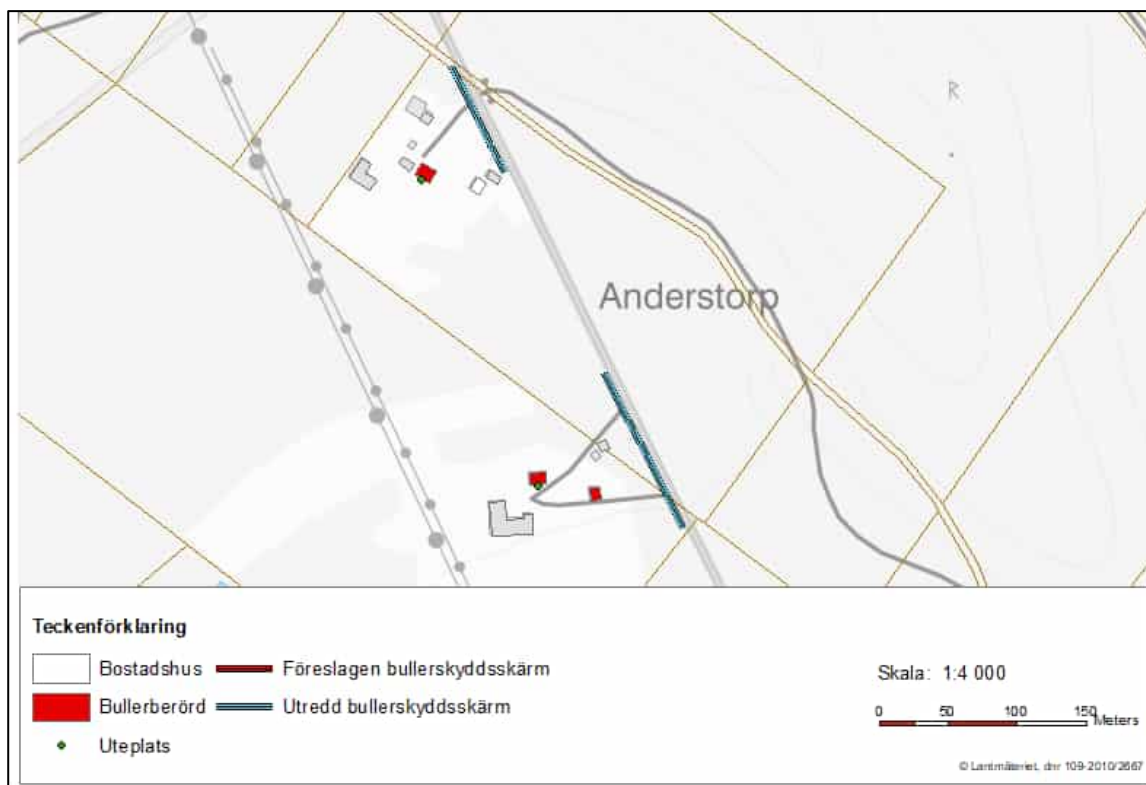 R
Anderstorp
Teckenförklaring
Bostadshus
Föreslagen bullerskyddsskärm
Bullerberörd
Utredd bullerskyddsskärm
Uteplats
Skala: 1:4 000
0 50 100 150
Meters
© Lantmäteriet, dnr 109-2010/2667